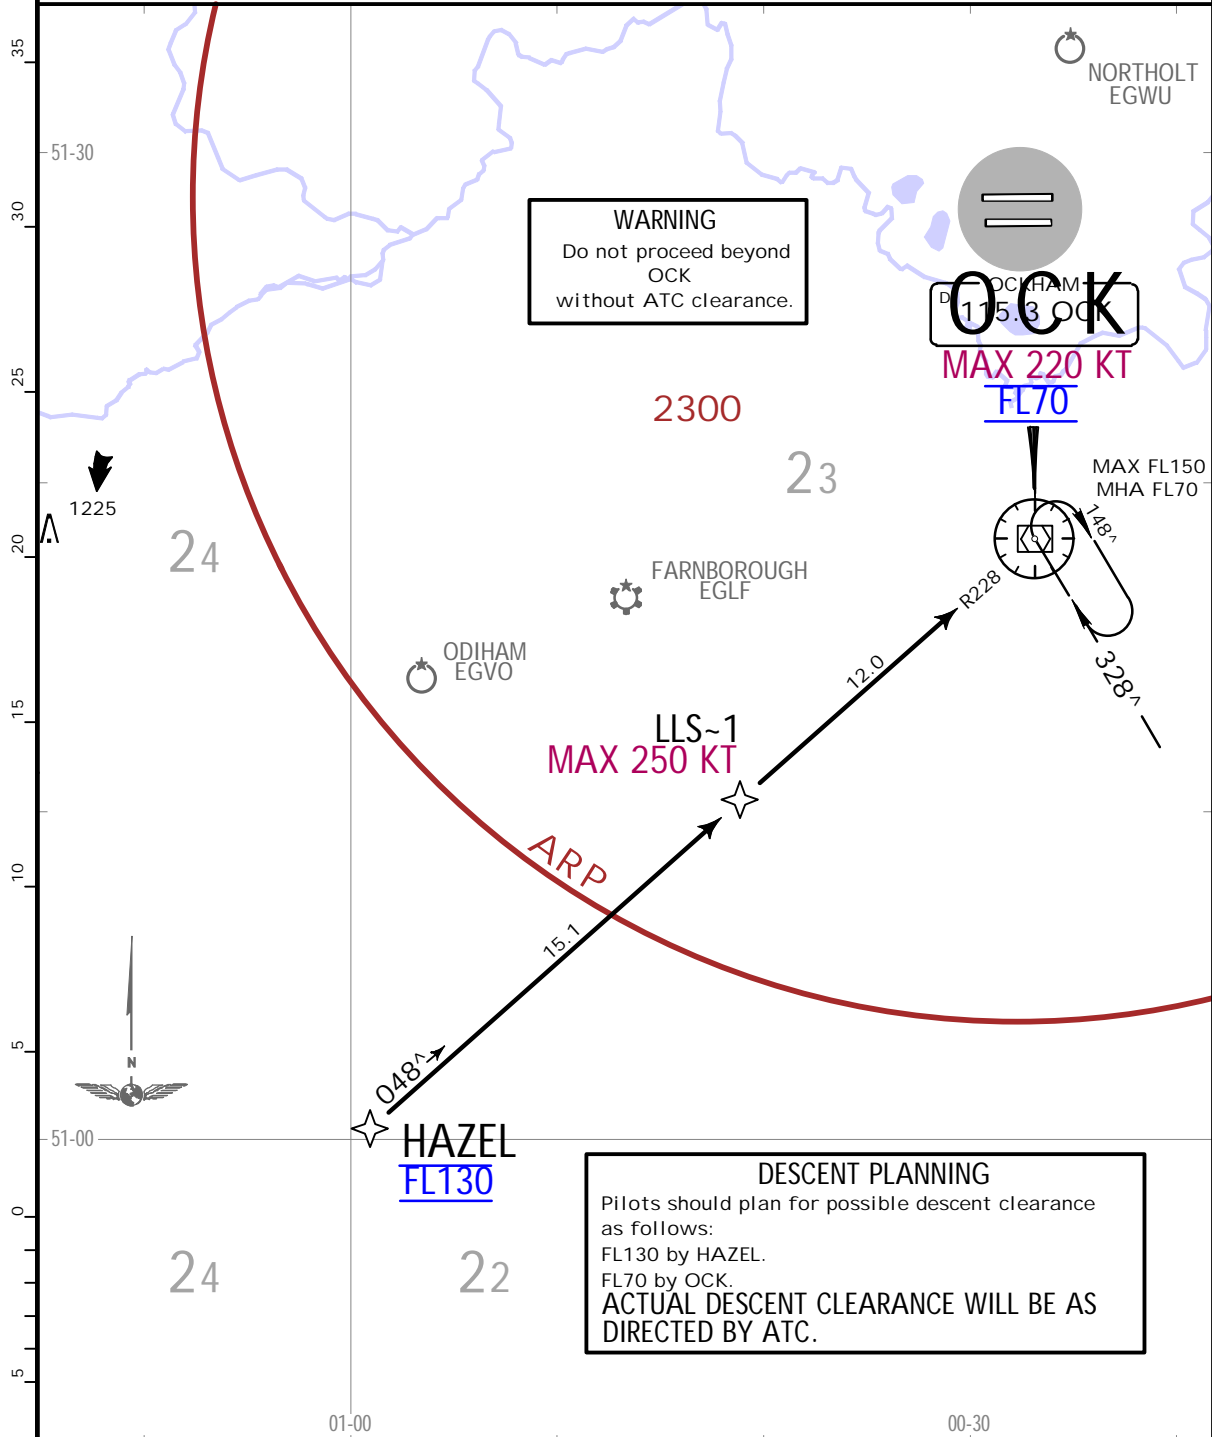 35
NORTHOLT
EGWU
51-30
30
WARNING
Do not proceed beyond
OCK
without ATC clearance.
OCKHAM
D
115.3 OCK
OCK
MAX 220 KT
FL70
25
2300
23
MAX FL150
MHA FL70
148^
1225
24
20
FARNBOROUGH
EGLF
R228
ODIHAM
EGVO
12.0
328^
15
LLS~1
MAX 250 KT
ARP
10
15.1
5
N
048^
51-00
HAZEL
FL130
DESCENT PLANNING
Pilots should plan for possible descent clearance
as follows:
FL130 by HAZEL.
FL70 by OCK.
ACTUAL DESCENT CLEARANCE WILL BE AS
DIRECTED BY ATC.
0
24
22
5
01-00
00-30